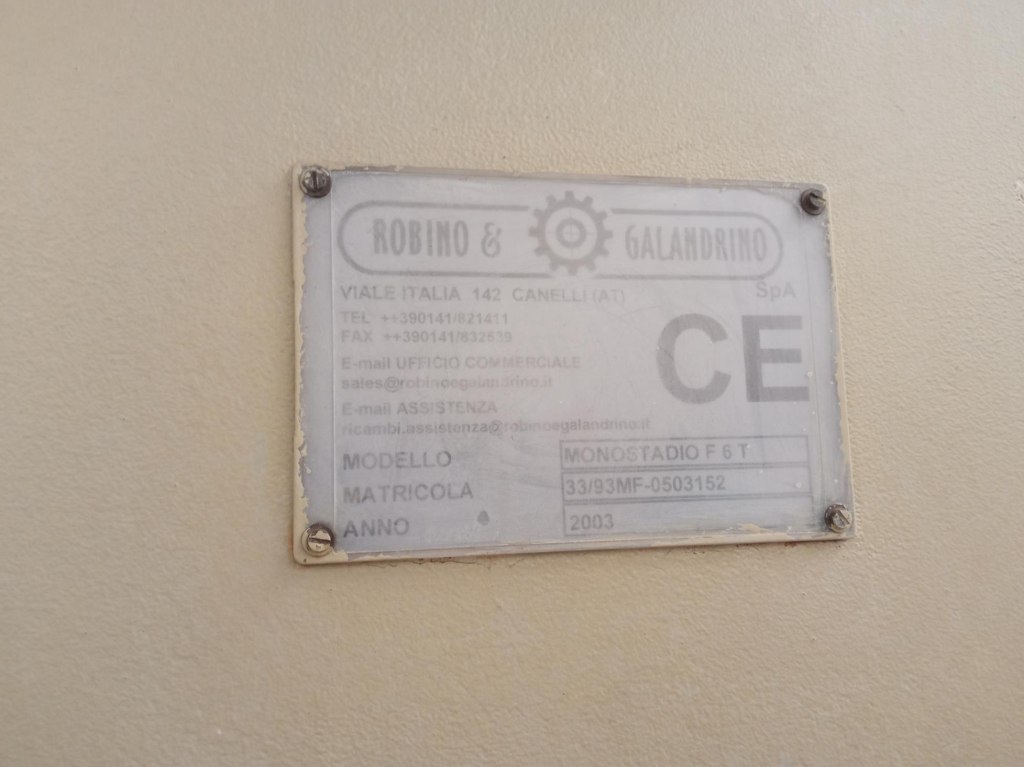 ROBINO & GALANDRINO
SpA
VIALE ITALIA 142 CANELLI (AT)
TEL ++390141/821411
FAX ++390141/832539
CE
E-mail UFFICIO COMMERCIALE
sales@robinoegalandrino.it
E-mail ASSISTENZA
ricambi.assistenza@robinoegalandrino.it
MODELLO MONOSTADIO F 6 T
MATRICOLA 33/93MF-0503152
ANNO 2003